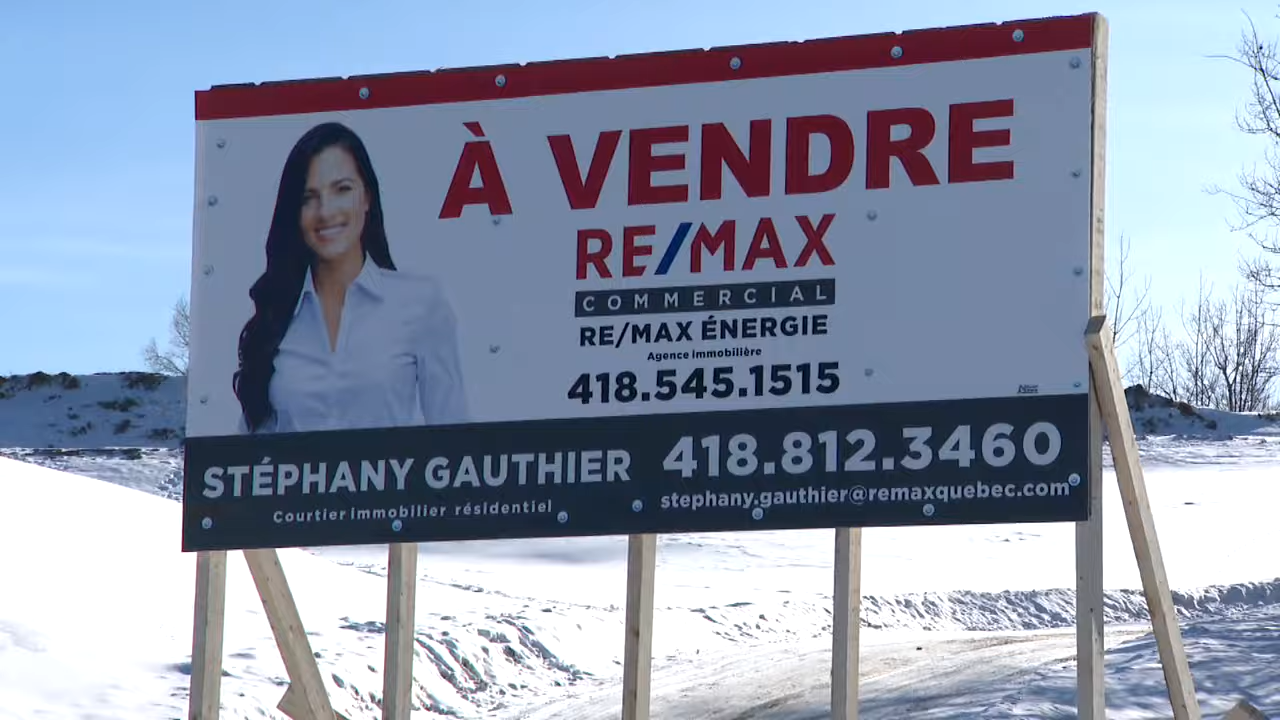 À VENDRE
RE/MAX
COMMERCIAL
RE/MAX ÉNERGIE
Agence immobilière
418.545.1515
STÉPHANY GAUTHIER
Courtier immobilier résidentiel
418.812.3460
stephany.gauthier@remaxquebec.com